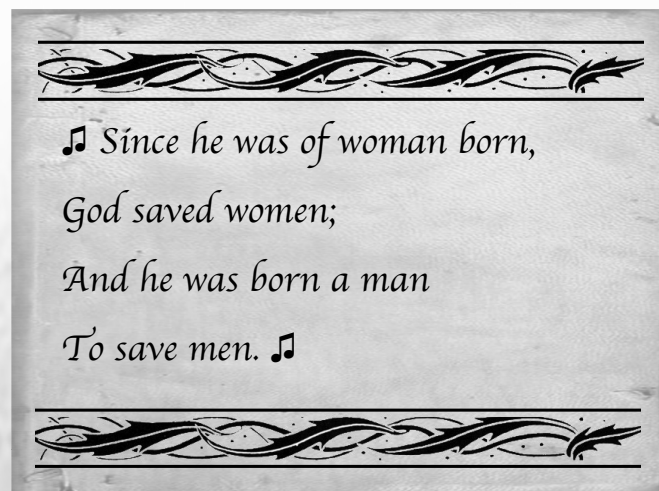 ♫ Since he was of woman born,
God saved women;
And he was born a man
To save men. ♫